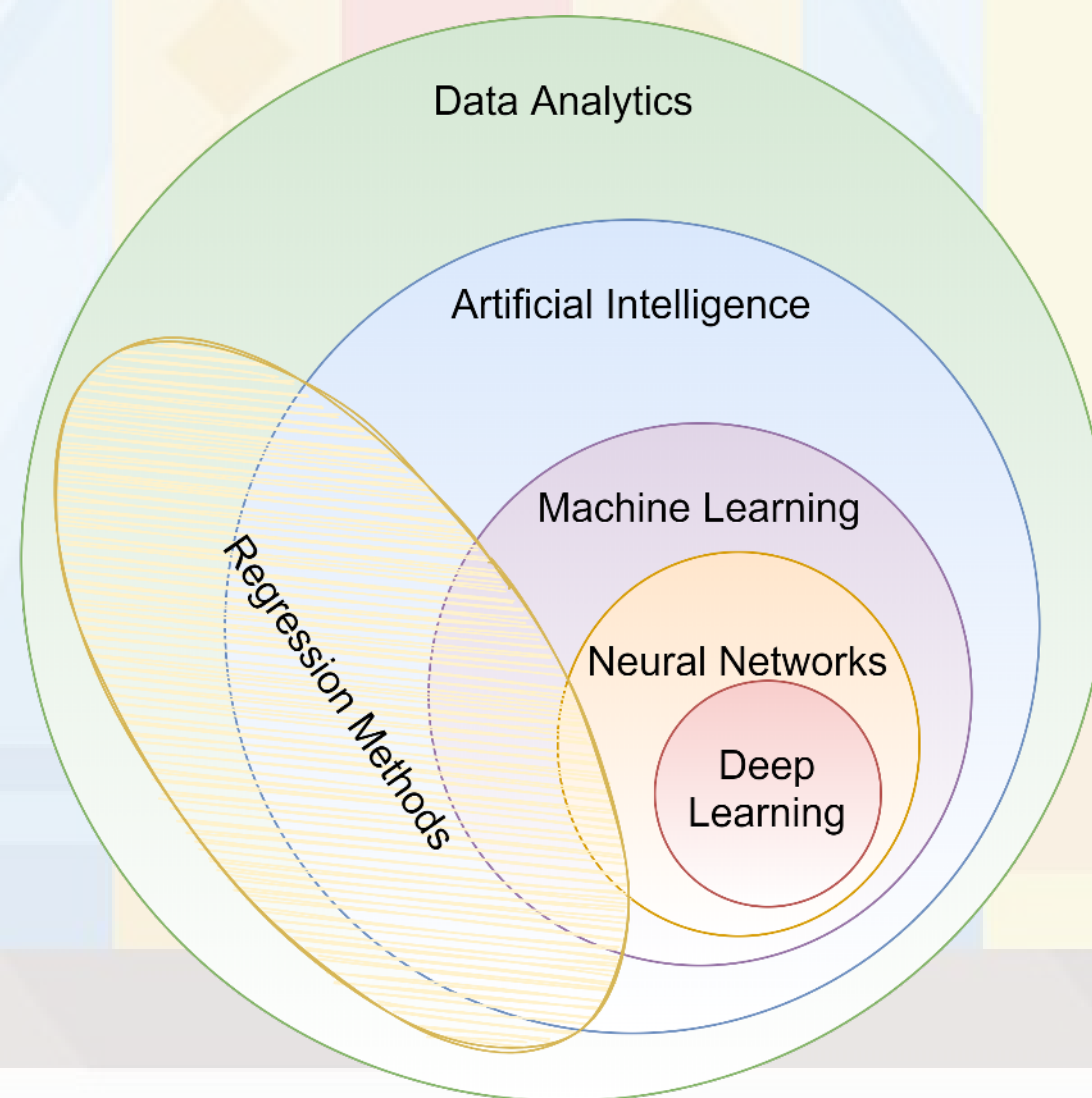 Data Analytics
Artificial Intelligence
Machine Learning
Regression Methods
Neural Networks
Deep
Learning